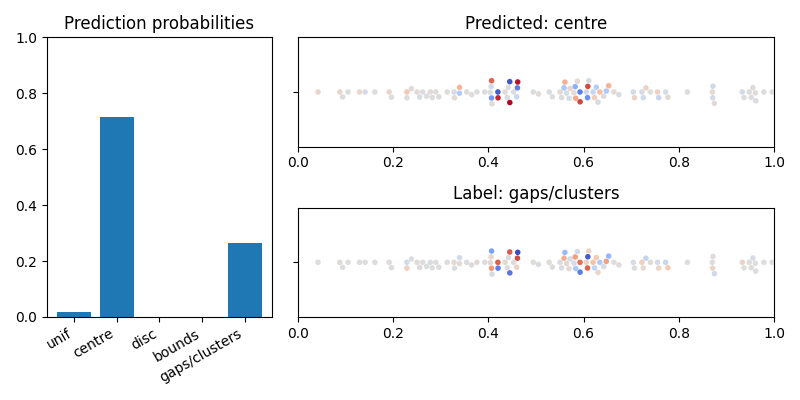 Prediction probabilities
1.0
0.8
0.6
0.4
0.2
0.0
unif
centre
disc
bounds
gaps/clusters
Predicted: centre
0.0 0.2 0.4 0.6 0.8 1.0
Label: gaps/clusters
0.0 0.2 0.4 0.6 0.8 1.0